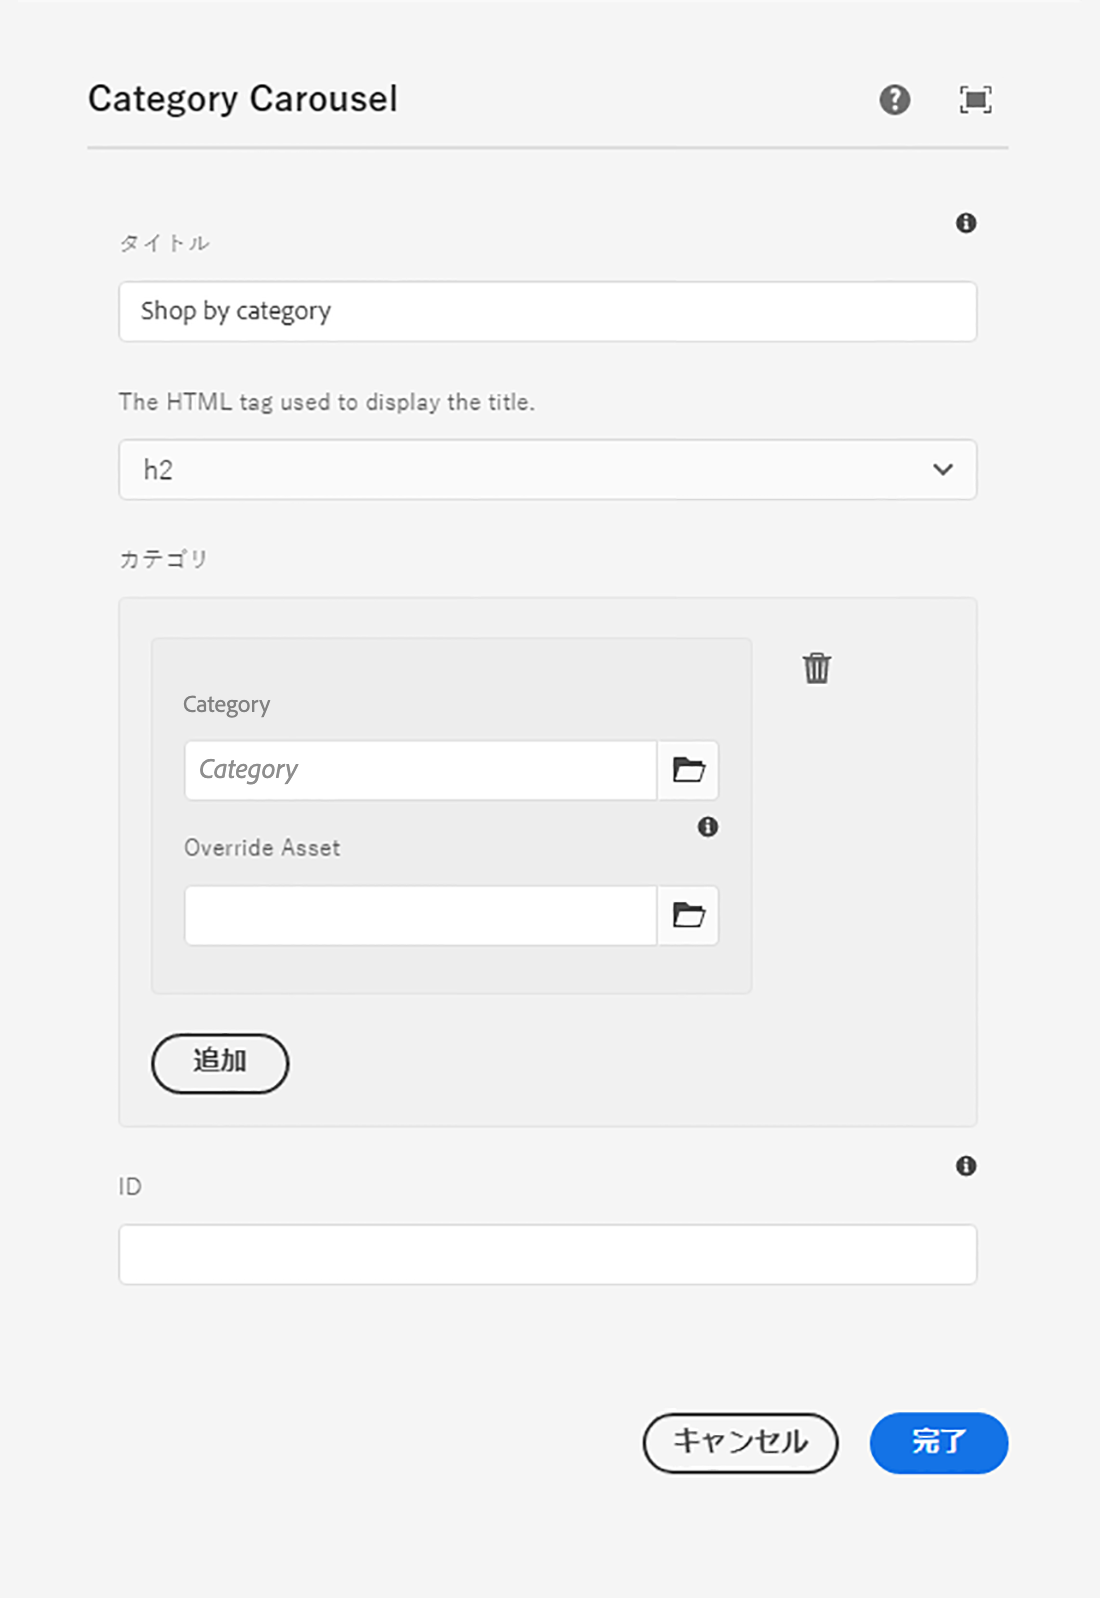 Category Carousel
タイトル
Shop by category
The HTML tag used to display the title.
h2
カテゴリ
Category
Category
Override Asset
追加
ID
キャンセル
完了